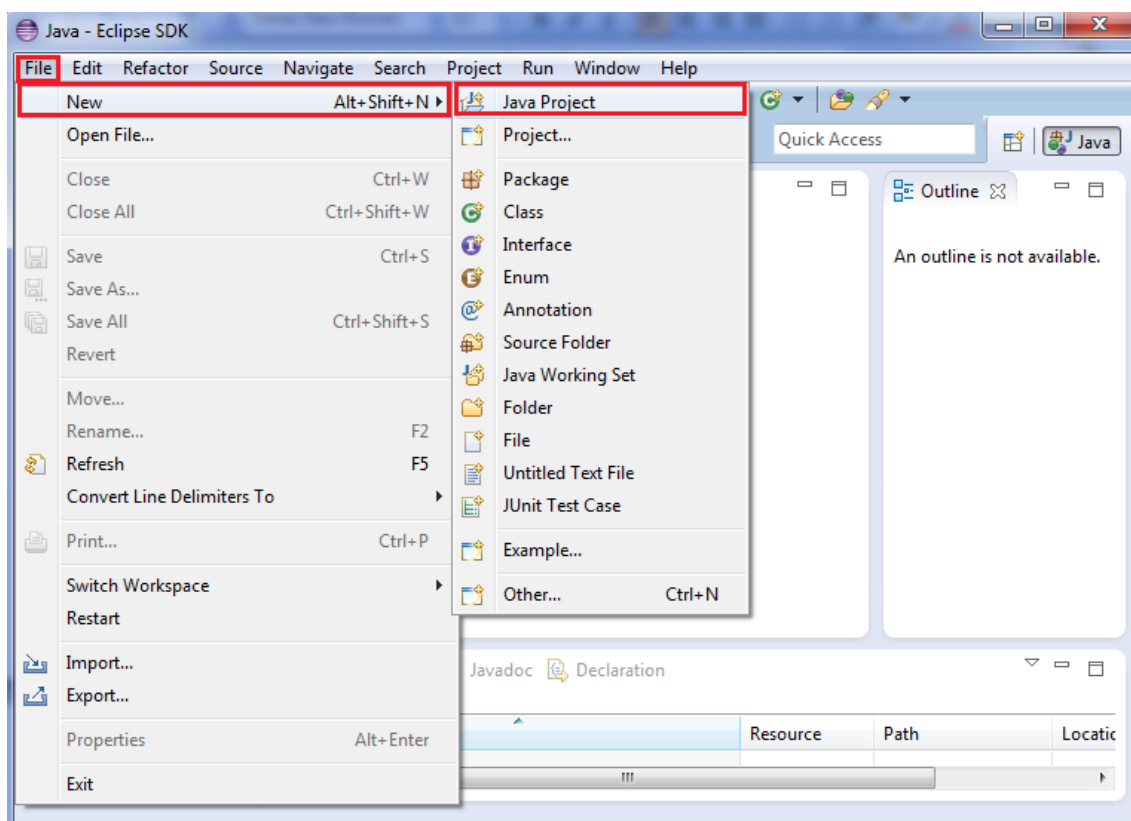 Java - Eclipse SDK
File Edit Refactor Source Navigate Search Project Run Window Help
New Alt+Shift+N
Open File...
Close Ctrl+W
Close All Ctrl+Shift+W
Save Ctrl+S
Save As...
Save All Ctrl+Shift+S
Revert
Move...
Rename... F2
Refresh F5
Convert Line Delimiters To
Print... Ctrl+P
Switch Workspace
Restart
Import...
Export...
Properties Alt+Enter
Exit
Java Project
Project...
Package
Class
Interface
Enum
Annotation
Source Folder
Java Working Set
Folder
File
Untitled Text File
JUnit Test Case
Example...
Other... Ctrl+N
Quick Access
Java
Outline
An outline is not available.
Javadoc Declaration
Resource Path Locatic